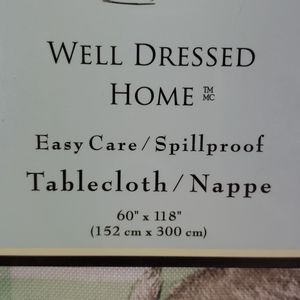 WELL DRESSED
HOME ™ MC
Easy Care / Spillproof
Tablecloth / Nappe
60" x 118"
(152 cm x 300 cm)